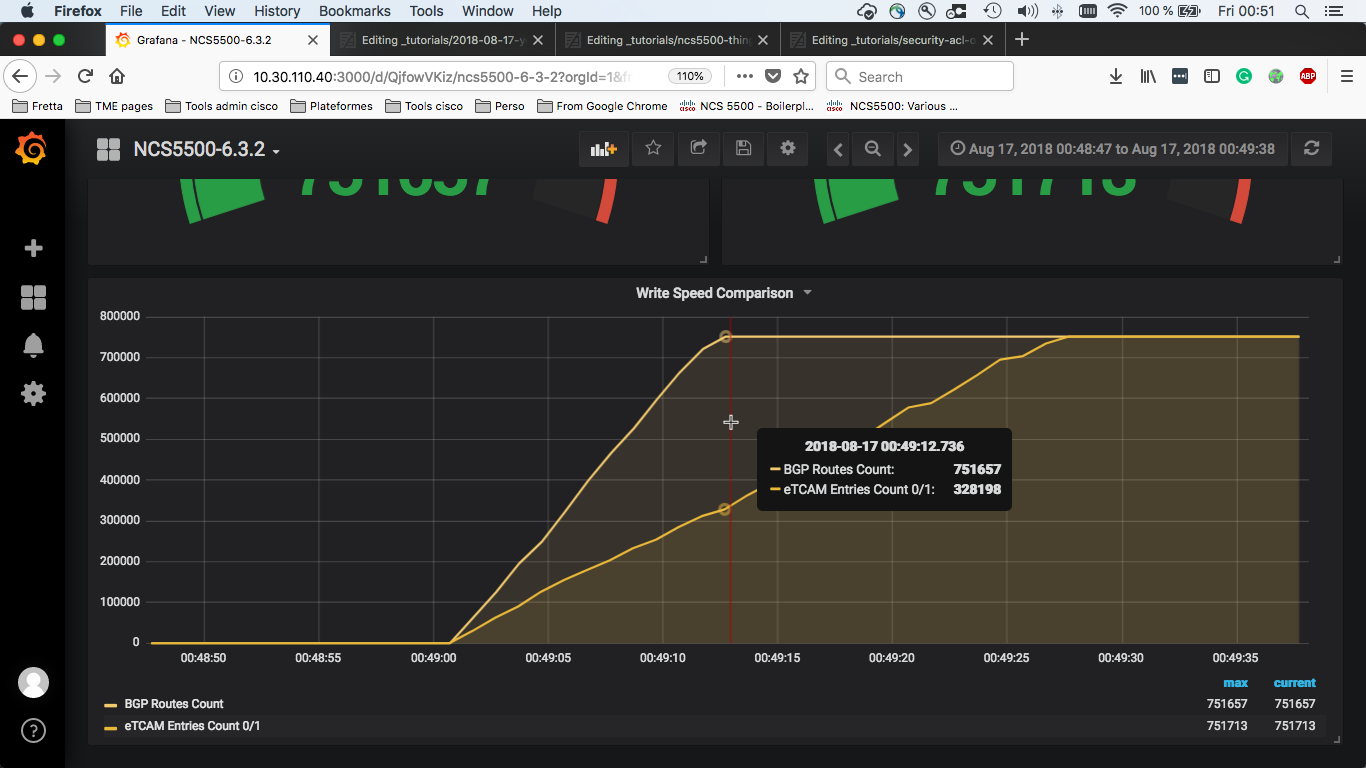 Firefox File Edit View History Bookmarks Tools Window Help 100 % Fri 00:51
Grafana - NCS5500-6.3.2 Editing _tutorials/2018-08-17-y Editing _tutorials/ncs5500-thin Editing _tutorials/security-acl-o
10.30.110.40:3000/d/QjfowVKiz/ncs5500-6-3-2?orgId=1&f 110% Search ABP
Fretta TME pages Tools admin cisco Plateformes Tools cisco Perso From Google Chrome cisco NCS 5500 - Boilerpl... cisco NCS5500: Various ...
NCS5500-6.3.2 Aug 17, 2018 00:48:47 to Aug 17, 2018 00:49:38
751657 751713
Write Speed Comparison
800000
700000
600000
500000
400000
300000
200000
100000
0
2018-08-17 00:49:12.736
BGP Routes Count: 751657
eTCAM Entries Count 0/1: 328198
00:48:50 00:48:55 00:49:00 00:49:05 00:49:10 00:49:15 00:49:20 00:49:25 00:49:30 00:49:35
max current
BGP Routes Count 751657 751657
eTCAM Entries Count 0/1 751713 751713